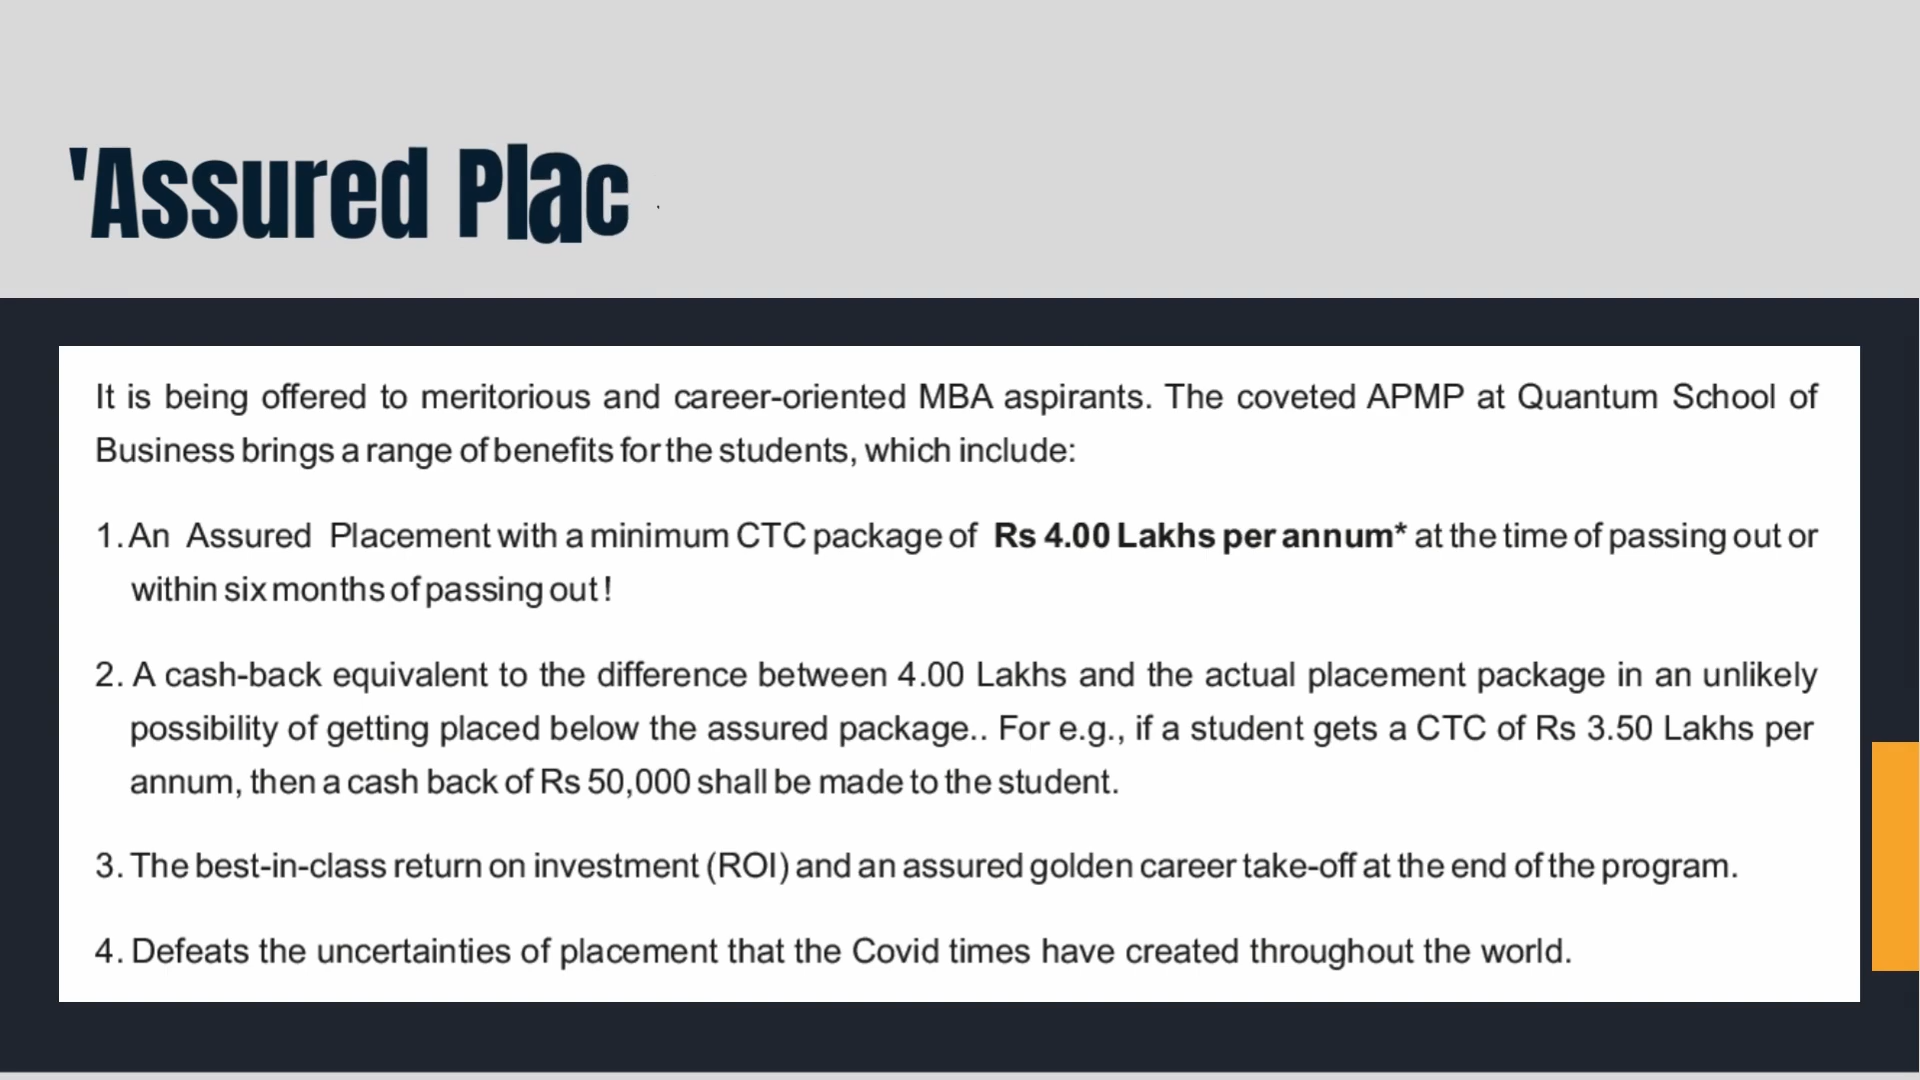 'Assured Plac
It is being offered to meritorious and career-oriented MBA aspirants. The coveted APMP at Quantum School of
Business brings a range of benefits for the students, which include:
1. An Assured Placement with a minimum CTC package of Rs 4.00 Lakhs per annum* at the time of passing out or
within six months of passing out!
2. A cash-back equivalent to the difference between 4.00 Lakhs and the actual placement package in an unlikely
possibility of getting placed below the assured package.. For e.g., if a student gets a CTC of Rs 3.50 Lakhs per
annum, then a cash back of Rs 50,000 shall be made to the student.
3. The best-in-class return on investment (ROI) and an assured golden career take-off at the end of the program.
4. Defeats the uncertainties of placement that the Covid times have created throughout the world.